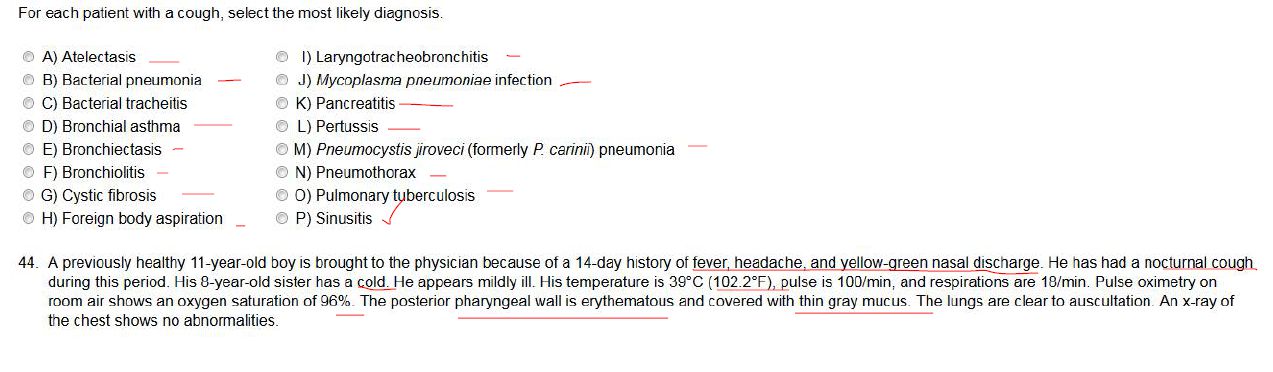 For each patient with a cough, select the most likely diagnosis.
A) Atelectasis
B) Bacterial pneumonia
C) Bacterial tracheitis
D) Bronchial asthma
E) Bronchiectasis
F) Bronchiolitis
G) Cystic fibrosis
H) Foreign body aspiration
I) Laryngotracheobronchitis
J) Mycoplasma pneumoniae infection
K) Pancreatitis
L) Pertussis
M) Pneumocystis jiroveci (formerly P. carinii) pneumonia
N) Pneumothorax
O) Pulmonary tuberculosis
P) Sinusitis
44. A previously healthy 11-year-old boy is brought to the physician because of a 14-day history of fever, headache, and yellow-green nasal discharge. He has had a nocturnal cough
during this period. His 8-year-old sister has a cold. He appears mildly ill. His temperature is 39°C (102.2°F), pulse is 100/min, and respirations are 18/min. Pulse oximetry on
room air shows an oxygen saturation of 96%. The posterior pharyngeal wall is erythematous and covered with thin gray mucus. The lungs are clear to auscultation. An x-ray of
the chest shows no abnormalities.